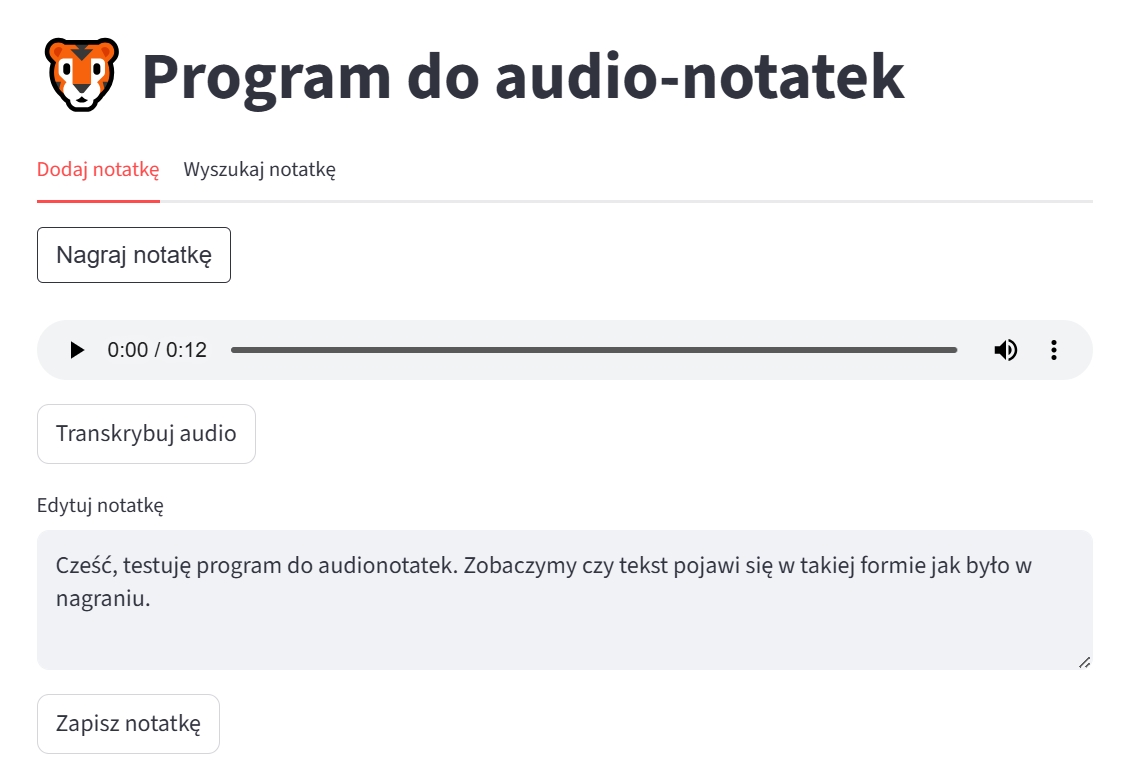 Program do audio-notatek
Dodaj notatkę Wyszukaj notatkę
Nagraj notatkę
0:00 / 0:12
Transkrybuj audio
Edytuj notatkę
Cześć, testuję program do audionotatek. Zobaczymy czy tekst pojawi się w takiej formie jak było w
nagraniu.
Zapisz notatkę